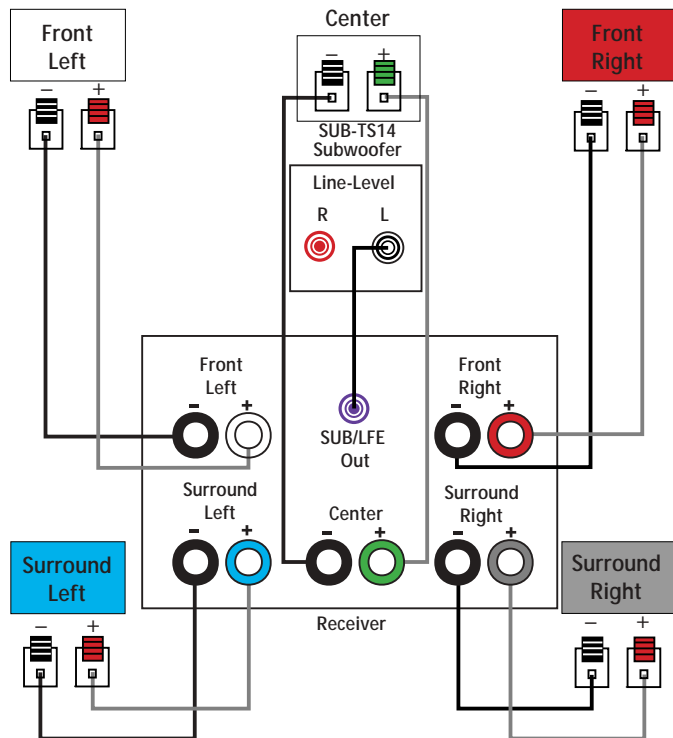 Center
Front
Left
Front
Right
- +
- +
- +
SUB-TS14
Subwoofer
Line-Level
R L
Front
Left
Front
Right
- +
- +
SUB/LFE
Out
Surround
Left
Center
Surround
Right
- +
- +
- +
Surround
Left
Surround
Right
Receiver
- +
- +